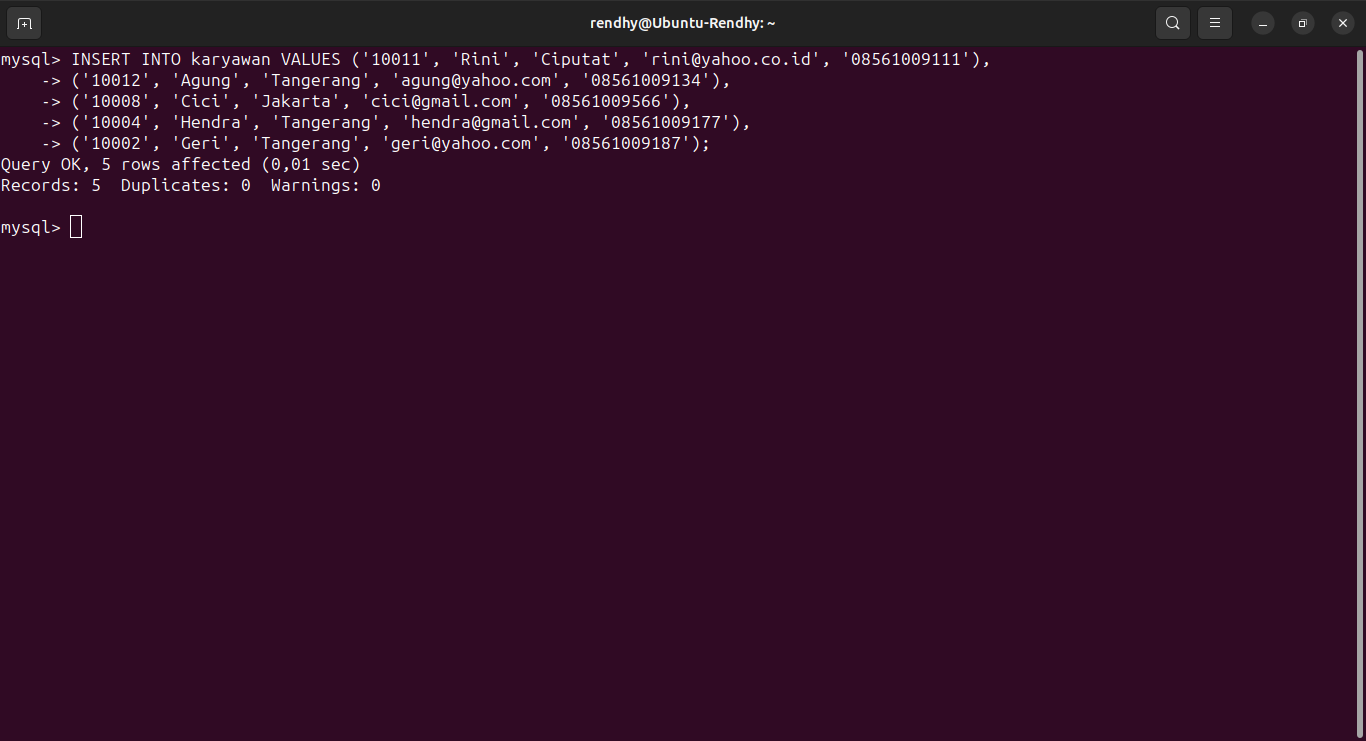 rendhy@Ubuntu-Rendhy: ~
mysql> INSERT INTO karyawan VALUES ('10011', 'Rini', 'Ciputat', 'rini@yahoo.co.id', '08561009111'),
    -> ('10012', 'Agung', 'Tangerang', 'agung@yahoo.com', '08561009134'),
    -> ('10008', 'Cici', 'Jakarta', 'cici@gmail.com', '08561009566'),
    -> ('10004', 'Hendra', 'Tangerang', 'hendra@gmail.com', '08561009177'),
    -> ('10002', 'Geri', 'Tangerang', 'geri@yahoo.com', '08561009187');
Query OK, 5 rows affected (0,01 sec)
Records: 5  Duplicates: 0  Warnings: 0
mysql>